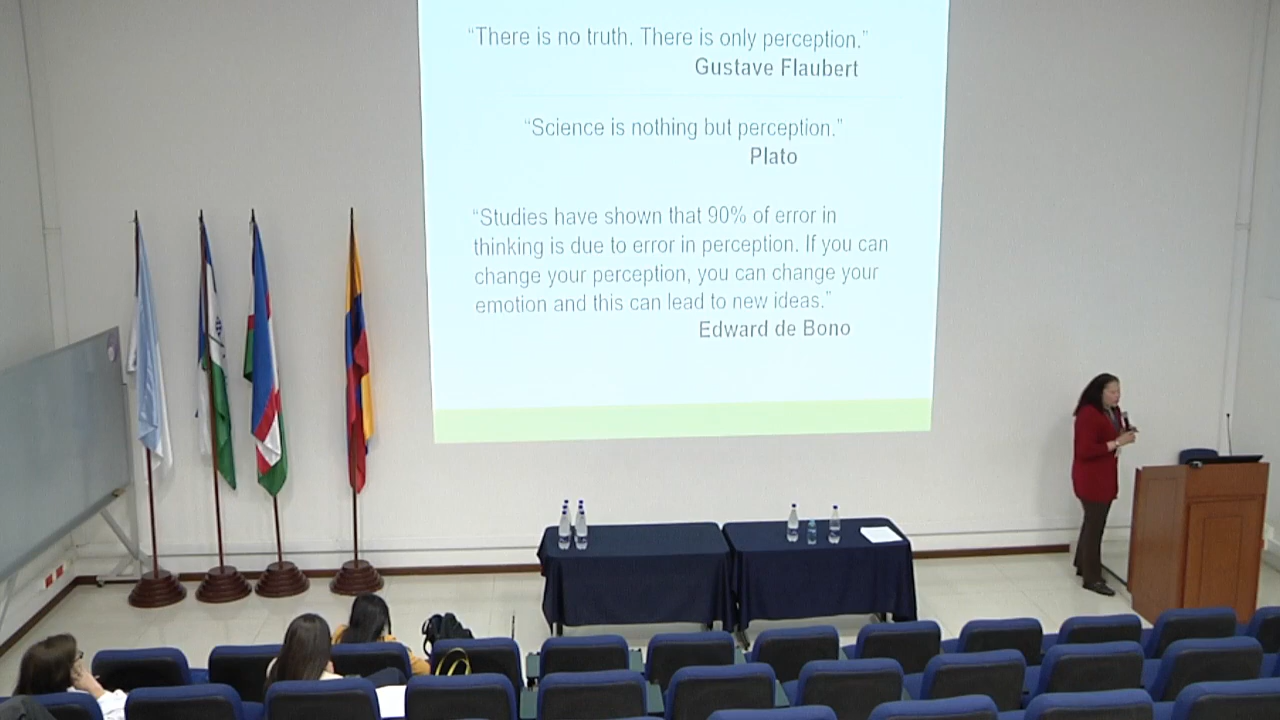 “There is no truth. There is only perception.”
Gustave Flaubert
“Science is nothing but perception.”
Plato
“Studies have shown that 90% of error in
thinking is due to error in perception. If you can
change your perception, you can change your
emotion and this can lead to new ideas.”
Edward de Bono